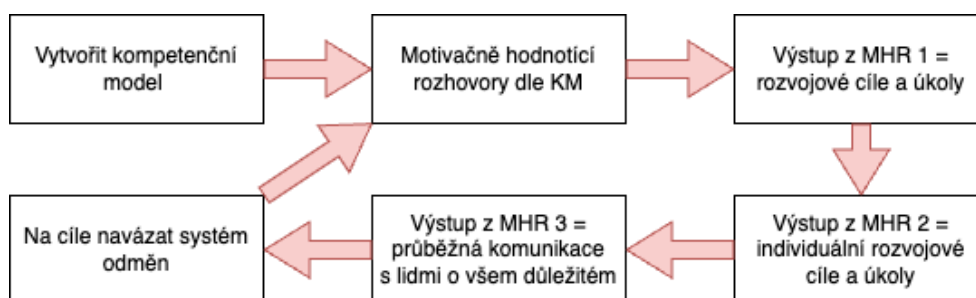 Vytvořit kompetenční
model
Motivačně hodnotící
rozhovory dle KM
Výstup z MHR 1 =
rozvojové cíle a úkoly
Výstup z MHR 2 =
individuální rozvojové
cíle a úkoly
Výstup z MHR 3 =
průběžná komunikace
s lidmi o všem důležitém
Na cíle navázat systém
odměn